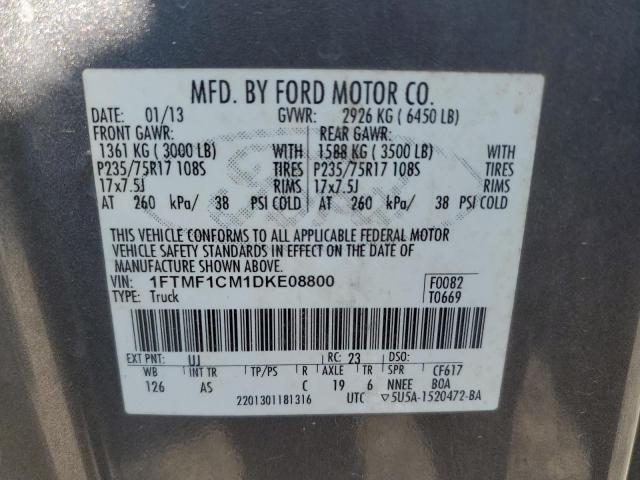 MFD. BY FORD MOTOR CO.
DATE: 01/13 GVWR: 2926 KG ( 6450 LB)
FRONT GAWR: REAR GAWR:
1361 KG ( 3000 LB) WITH 1588 KG ( 3500 LB) WITH
P235/75R17 108S TIRES P235/75R17 108S TIRES
17x7.5J RIMS 17x7.5J RIMS
AT 260 kPa/ 38 PSI COLD AT 260 kPa/ 38 PSI COLD
THIS VEHICLE CONFORMS TO ALL APPLICABLE FEDERAL MOTOR
VEHICLE SAFETY STANDARDS IN EFFECT ON THE DATE OF
MANUFACTURE SHOWN ABOVE.
VIN: 1FTMF1CM1DKE08800 F0082
TYPE: Truck T0669
EXT PNT: UJ RC: 23 DSO:
WB INT TR TP/PS R AXLE TR SPR CF617
126 AS C 19 6 NNEE BOA
2201301181316 UTC ▽5U5A-1520472-BA